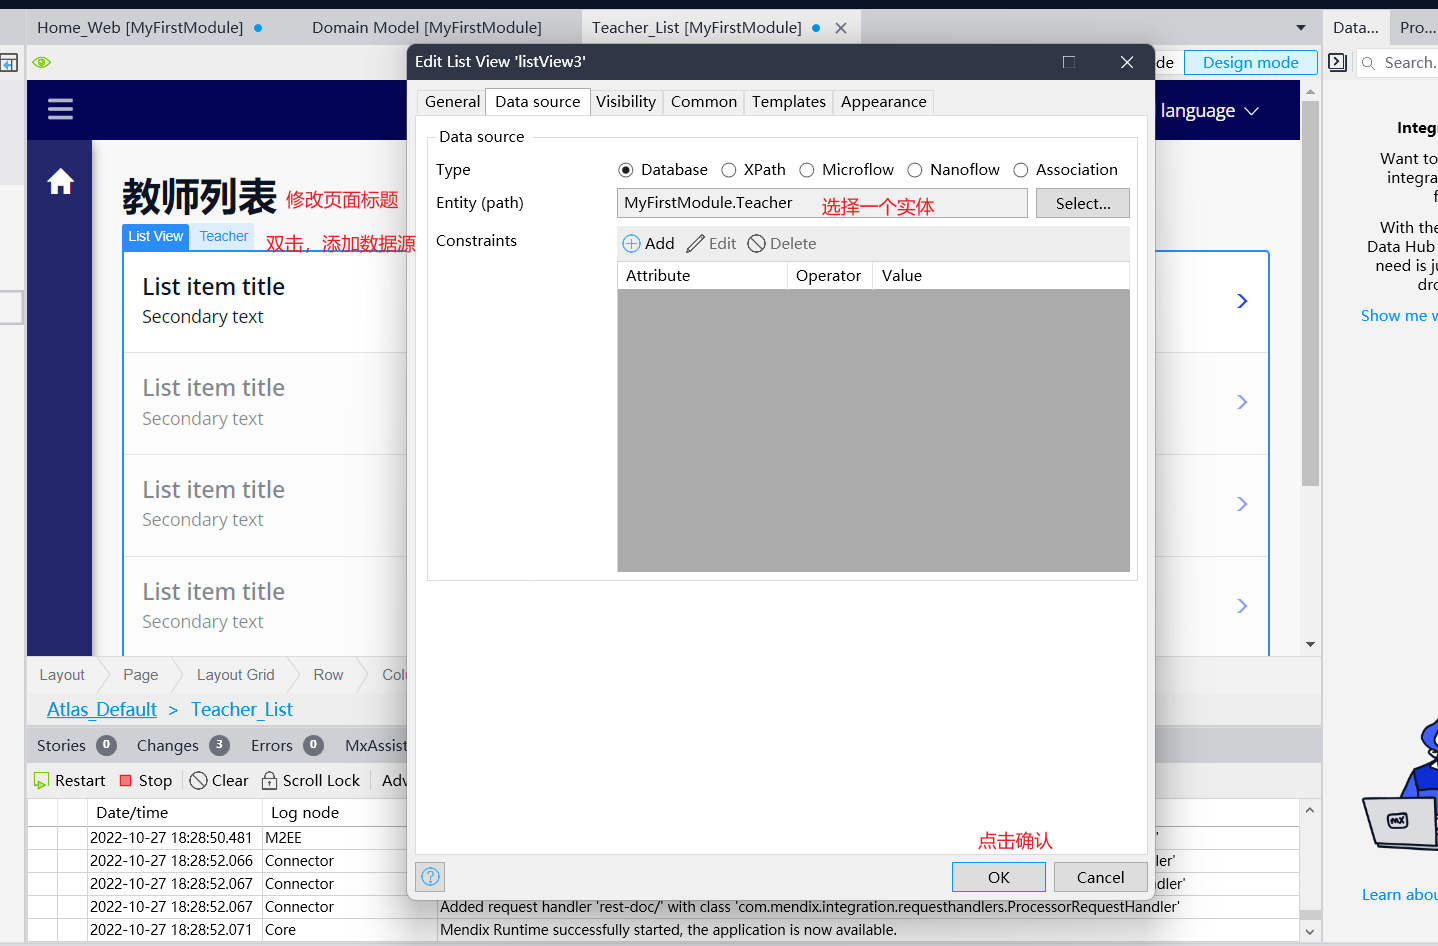 Home_Web [MyFirstModule]
Domain Model [MyFirstModule]
Teacher_List [MyFirstModule]
Data...
Pro...
Edit List View 'listView3'
de
Design mode
Search..
General
Data source
Visibility
Common
Templates
Appearance
language
Data source
Type
Database
XPath
Microflow
Nanoflow
Association
Entity (path)
MyFirstModule.Teacher
选择一个实体
Select...
Constraints
Add
Edit
Delete
Attribute
Operator
Value
教师列表
修改页面标题
List View
Teacher
双击，添加数据源
List item title
Secondary text
List item title
Secondary text
List item title
Secondary text
List item title
Secondary text
Integ
Want to
integra
f
With the
Data Hub
need is ju
dro
Show me w
Layout
Page
Layout Grid
Row
Colu
Atlas_Default > Teacher_List
Stories 0
Changes 3
Errors 0
MxAssist
Restart
Stop
Clear
Scroll Lock
Adv
Date/time
Log node
2022-10-27 18:28:50.481 M2EE
2022-10-27 18:28:52.066 Connector
ler'
2022-10-27 18:28:52.067 Connector
dler'
2022-10-27 18:28:52.067 Connector
Added request handler 'rest-doc/' with class 'com.mendix.integration.requesthandlers.ProcessorRequestHandler'
2022-10-27 18:28:52.071 Core
Mendix Runtime successfully started, the application is now available.
点击确认
?
OK
Cancel
mx
Learn abou